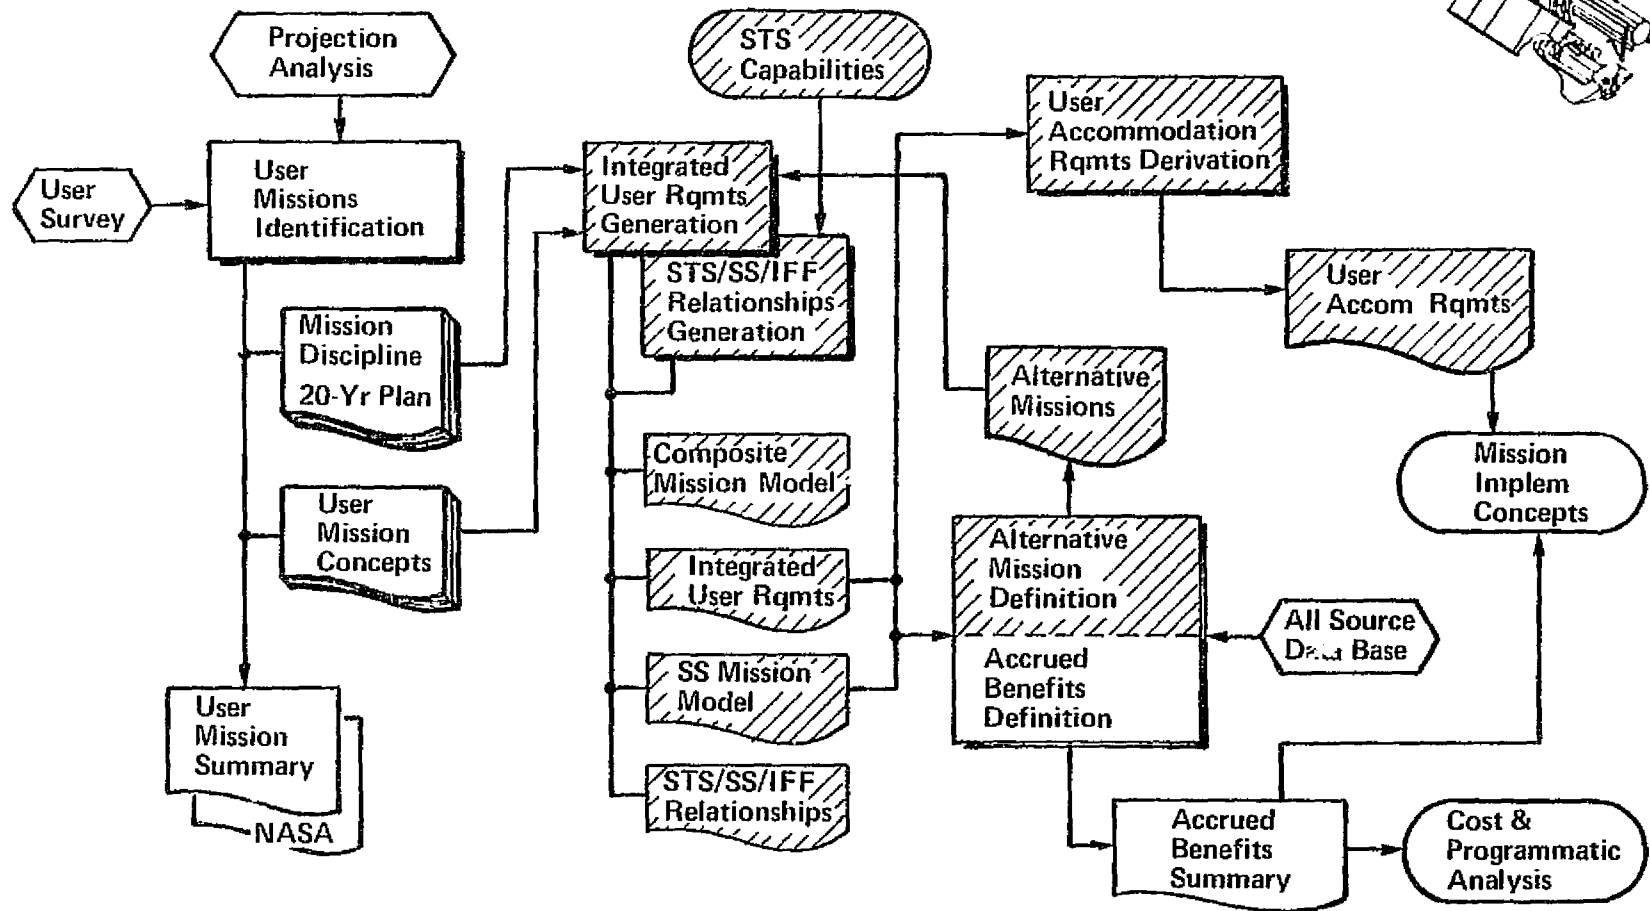 Projection
Analysis
STS
Capabilities
User
Accommodation
Rqmts Derivation
User
Survey
User
Missions
Identification
Integrated
User Rqmts
Generation
STS/SS/IFF
Relationships
Generation
User
Accom Rqmts
Mission
Discipline
20-Yr Plan
Alternative
Missions
Composite
Mission Model
Mission
Implem
Concepts
User
Mission
Concepts
Integrated
User Rqmts
Alternative
Mission
Definition
Accrued
Benefits
Definition
All Source
Data Base
SS Mission
Model
User
Mission
Summary
NASA
STS/SS/IFF
Relationships
Accrued
Benefits
Summary
Cost &
Programmatic
Analysis